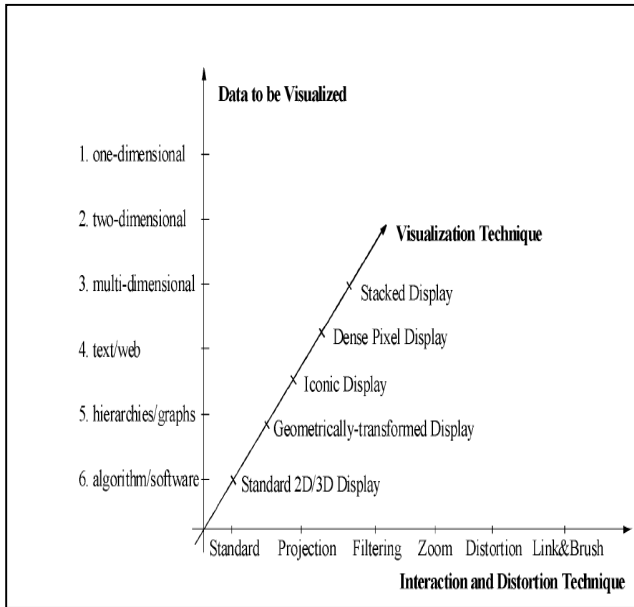 Data to be Visualized
1. one-dimensional
2. two-dimensional
Visualization Technique
3. multi-dimensional
Stacked Display
Dense Pixel Display
4. text/web
Iconic Display
5. hierarchies/graphs
Geometrically-transformed Display
6. algorithm/software
Standard 2D/3D Display
Standard Projection Filtering Zoom Distortion Link&Brush
Interaction and Distortion Technique